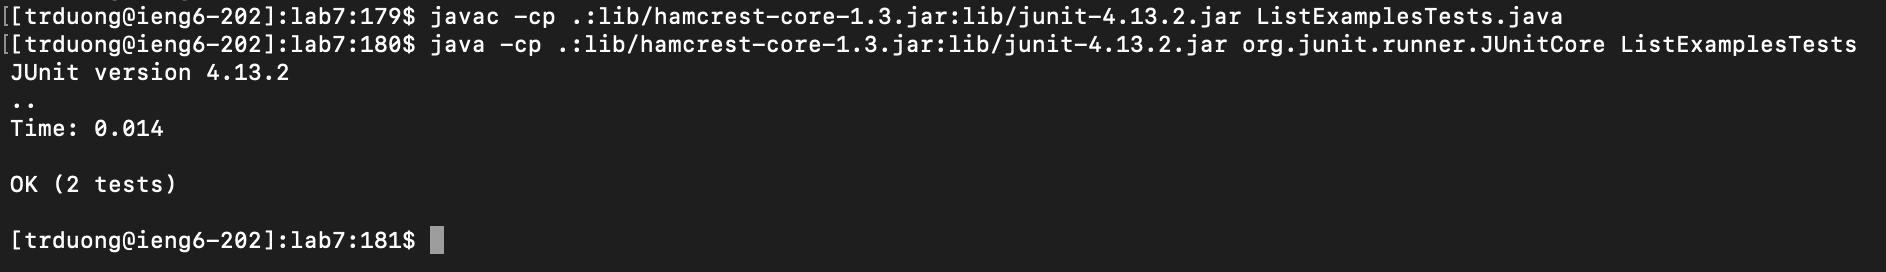 [[trduong@ieng6-202]:lab7:179$ javac -cp .:lib/hamcrest-core-1.3.jar:lib/junit-4.13.2.jar ListExamplesTests.java
[[trduong@ieng6-202]:lab7:180$ java -cp .:lib/hamcrest-core-1.3.jar:lib/junit-4.13.2.jar org.junit.runner.JUnitCore ListExamplesTests
JUnit version 4.13.2
..
Time: 0.014
OK (2 tests)
[trduong@ieng6-202]:lab7:181$